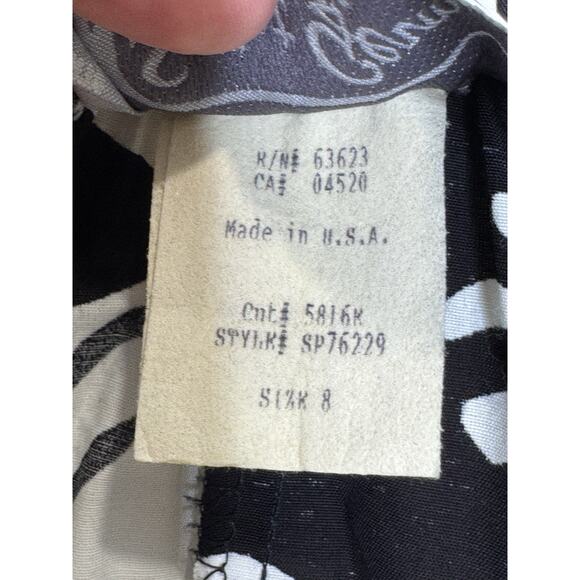 R/N# 63623
CA# 04520
Made in U.S.A.
Cut# 5816R
STYLE# SP76229
SIZE 8